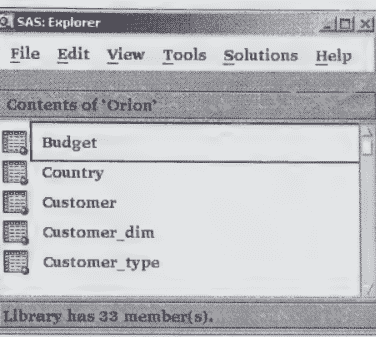 SAS: Explorer
File Edit View Tools Solutions Help
Contents of 'Orion'
Budget
Country
Customer
Customer_dim
Customer_type
Library has 33 member(s).